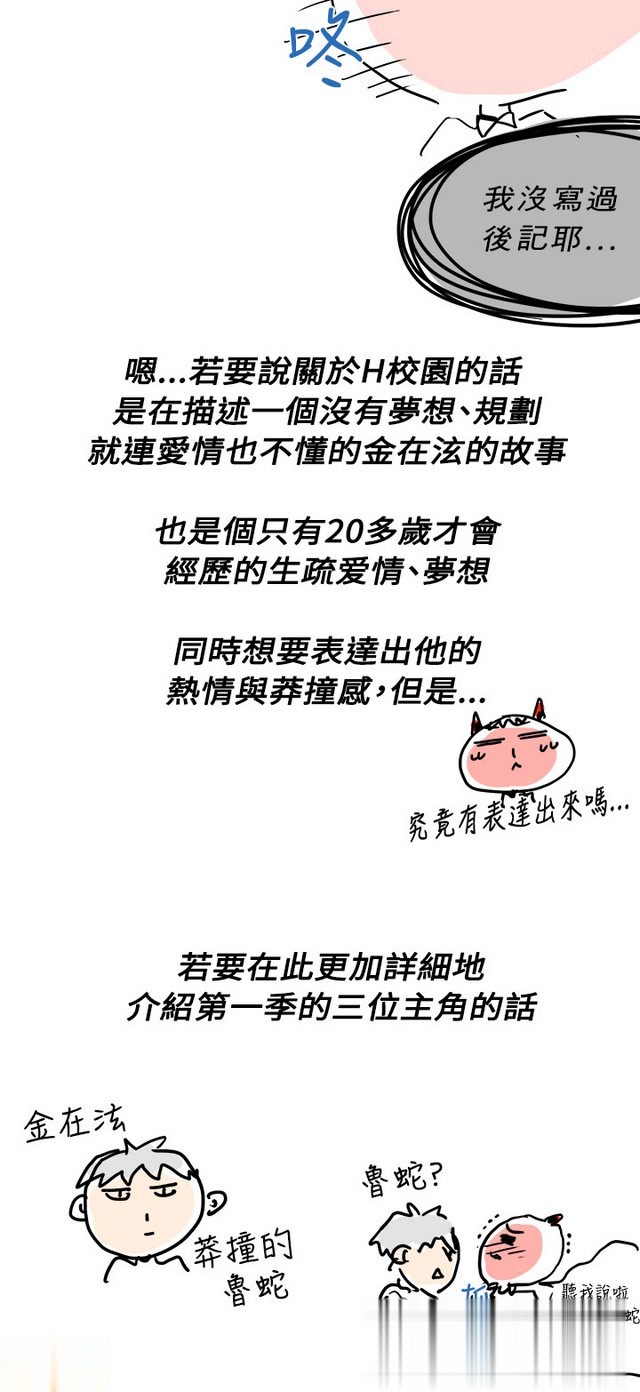 咚
我沒寫過
後記耶...
嗯...若要說關於H校園的話
是在描述一個沒有夢想、規劃
就連愛情也不懂的金在泫的故事
也是個只有20多歲才會
經歷的生疏爱情、夢想
同時想要表達出他的
熱情與莽撞感，但是...
究竟有表達出來嗎...
若要在此更加詳細地
介紹第一季的三位主角的話
金在泫
莽撞的
魯蛇
魯蛇?
聽我說啦
蛇